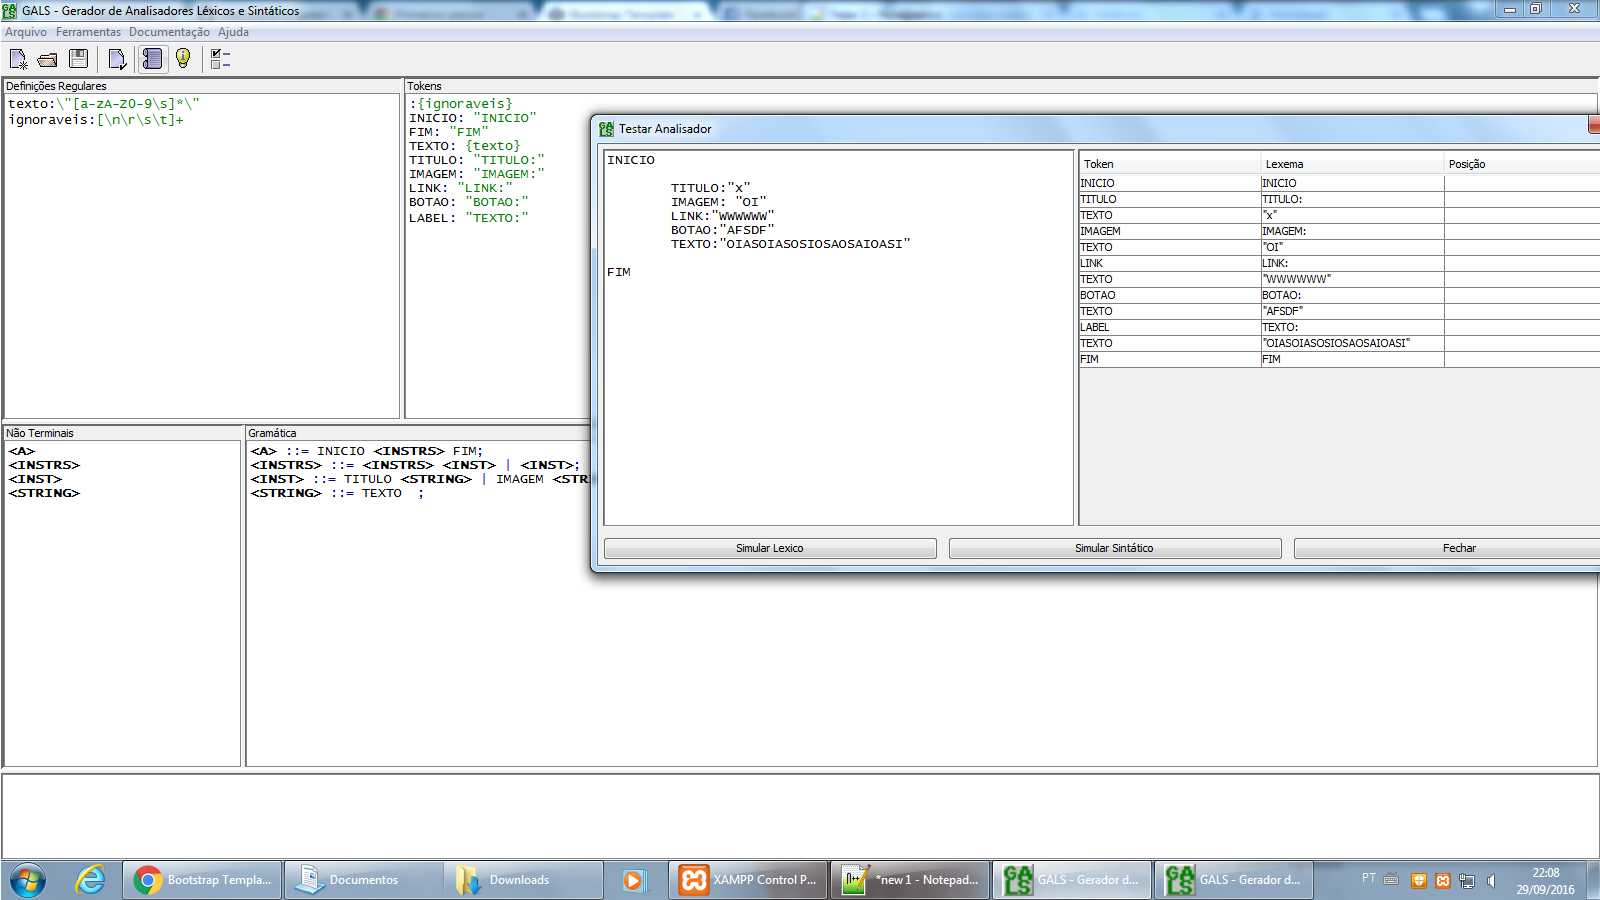 GALS - Gerador de Analisadores Léxicos e Sintáticos
Arquivo Ferramentas Documentação Ajuda
Definições Regulares
texto:\"[a-zA-Z0-9\s]*\"
ignoraveis:[\n\r\s\t]+
Tokens
:{ignoraveis}
INICIO: "INICIO"
FIM: "FIM"
TEXTO: {texto}
TITULO: "TITULO:"
IMAGEM: "IMAGEM:"
LINK: "LINK:"
BOTAO: "BOTAO:"
LABEL: "TEXTO:"
Testar Analisador
INICIO
TITULO:"x"
IMAGEM: "OI"
LINK:"WWWWWW"
BOTAO:"AFSDF"
TEXTO:"OIASOIASOSIOSAOSAIOASI"
FIM
Token Lexema Posição
INICIO INICIO
TITULO TITULO:
TEXTO "x"
IMAGEM IMAGEM:
TEXTO "OI"
LINK LINK:
TEXTO "WWWWWW"
BOTAO BOTAO:
TEXTO "AFSDF"
LABEL TEXTO:
TEXTO "OIASOIASOSIOSAOSAIOASI"
FIM FIM
Simular Lexico Simular Sintático Fechar
Não Terminais
<A>
<INSTRS>
<INST>
<STRING>
Gramática
<A> ::= INICIO <INSTRS> FIM;
<INSTRS> ::= <INSTRS> <INST> | <INST>;
<INST> ::= TITULO <STRING> | IMAGEM <STR
<STRING> ::= TEXTO ;
Bootstrap Templa... Documentos Downloads XAMPP Control P... *new 1 - Notepad... GALS - Gerador d... GALS - Gerador d... PT 22:08
29/09/2016